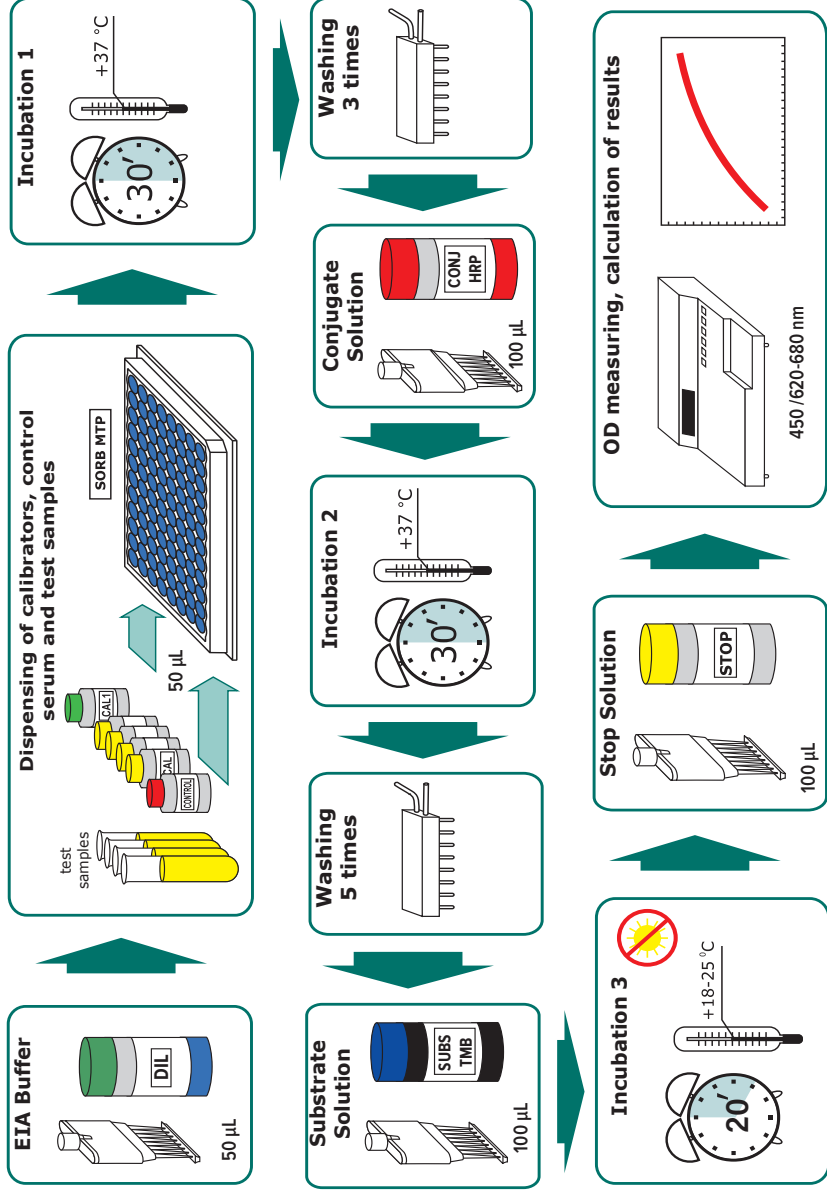 EIA Buffer
DIL
50 µL
Dispensing of calibrators, control
serum and test samples
test
samples
CONTROL
CAL
CAL1
50 µL
SORB MTP
Incubation 1
30′
+37 °C
Washing
3 times
Conjugate
Solution
CONJ
HRP
100 µL
Incubation 2
30′
+37 °C
Washing
5 times
Substrate
Solution
SUBS
TMB
100 µL
Incubation 3
20′
+18-25 °C
Stop Solution
STOP
100 µL
OD measuring, calculation of results
450 /620-680 nm